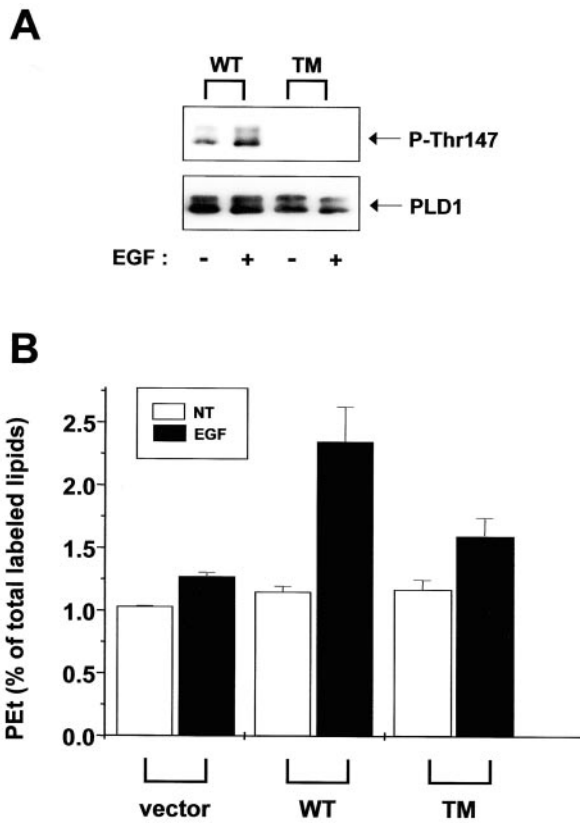 A
WT TM
P-Thr147
PLD1
EGF : - + - +
B
PEt (% of total labeled lipids)
NT
EGF
2.5
2.0
1.5
1.0
0.5
0.0
vector WT TM